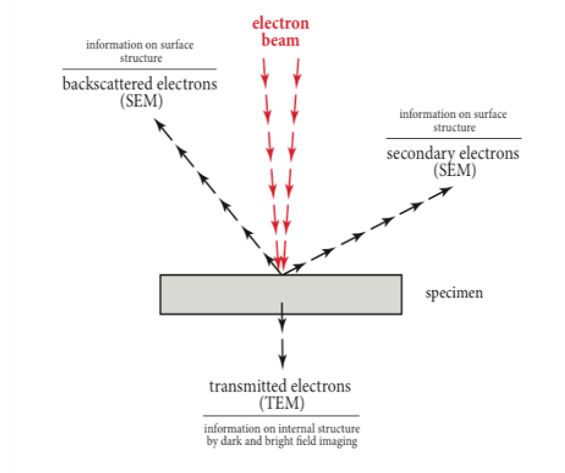 electron
beam
information on surface
structure
backscattered electrons
(SEM)
information on surface
structure
secondary electrons
(SEM)
specimen
transmitted electrons
(TEM)
information on internal structure
by dark and bright field imaging